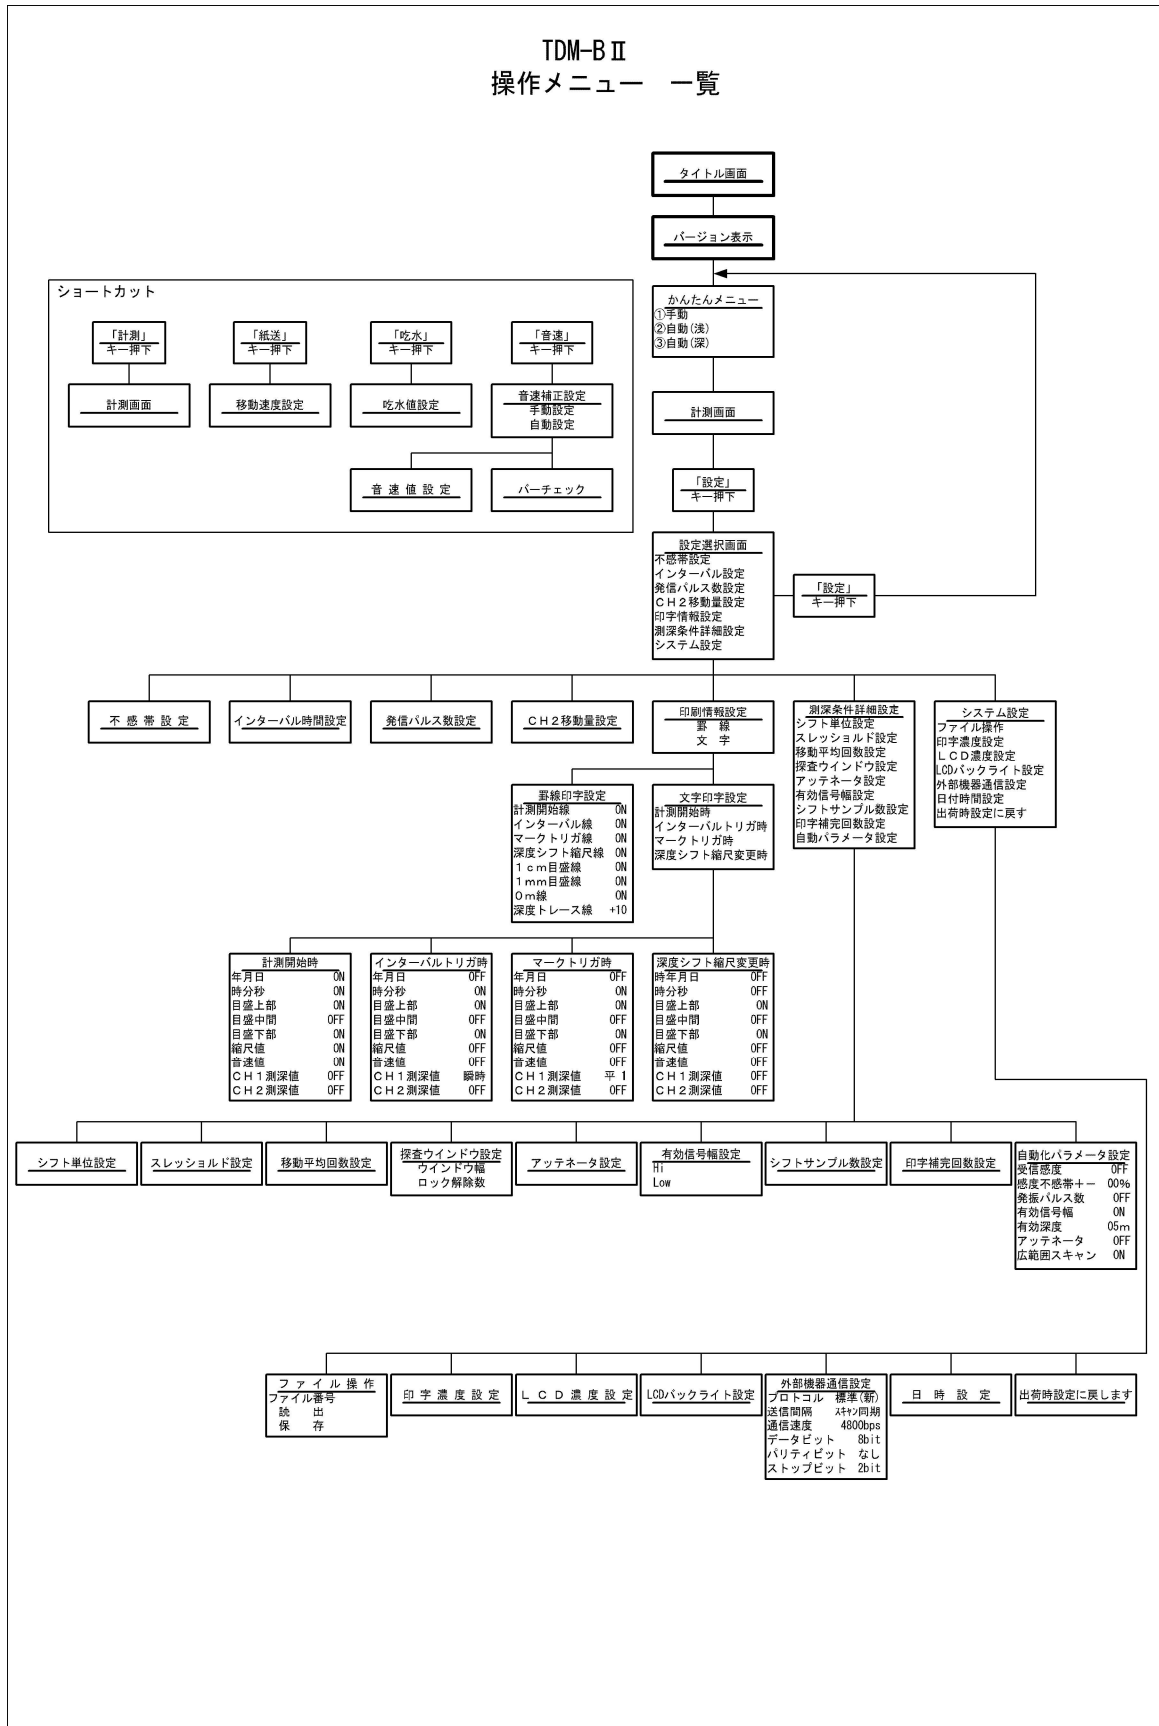 TDM-BⅡ
操作メニュー 一覧
タイトル画面
バージョン表示
かんたんメニュー
①手動
②自動(浅)
③自動(深)
計測画面
「設定」
キー押下
ショートカット
「計測」
キー押下
計測画面
「紙送」
キー押下
移動速度設定
「吃水」
キー押下
吃水値設定
「音速」
キー押下
音速補正設定
手動設定
自動設定
音 速 値 設 定
バーチェック
設定選択画面
不感帯設定
インターバル設定
発信パルス数設定
CH2移動量設定
印字情報設定
測深条件詳細設定
システム設定
「設定」
キー押下
不 感 帯 設 定
インターバル時間設定
発信パルス数設定
CH2移動量設定
印刷情報設定
罫 線
文 字
測深条件詳細設定
シフト単位設定
スレッショルド設定
移動平均回数設定
探査ウインドウ設定
アッテネータ設定
有効信号幅設定
シフトサンプル数設定
印字補完回数設定
自動パラメータ設定
システム設定
ファイル操作
印字濃度設定
LCD濃度設定
LCDバックライト設定
外部機器通信設定
日付時間設定
出荷時設定に戻す
罫線印字設定
計測開始線 ON
インターバル線 ON
マークトリガ線 ON
深度シフト縮尺線 ON
1cm目盛線 ON
1mm目盛線 ON
0m線 ON
深度トレース線 +10
文字印字設定
計測開始時
インターバルトリガ時
マークトリガ時
深度シフト縮尺変更時
計測開始時
年月日 ON
時分秒 ON
目盛上部 ON
目盛中間 OFF
目盛下部 ON
縮尺値 ON
音速値 ON
CH1測深値 OFF
CH2測深値 OFF
インターバルトリガ時
年月日 OFF
時分秒 ON
目盛上部 ON
目盛中間 OFF
目盛下部 ON
縮尺値 OFF
音速値 OFF
CH1測深値 瞬時
CH2測深値 OFF
マークトリガ時
年月日 OFF
時分秒 ON
目盛上部 ON
目盛中間 OFF
目盛下部 ON
縮尺値 OFF
音速値 OFF
CH1測深値 平1
CH2測深値 OFF
深度シフト縮尺変更時
時年月日 OFF
時分秒 OFF
目盛上部 ON
目盛中間 OFF
目盛下部 ON
縮尺値 OFF
音速値 OFF
CH1測深値 OFF
CH2測深値 OFF
シフト単位設定
スレッショルド設定
移動平均回数設定
探査ウインドウ設定
ウインドウ幅
ロック解除数
アッテネータ設定
有効信号幅設定
Hi
Low
シフトサンプル数設定
印字補完回数設定
自動化パラメータ設定
受信感度 OFF
感度不感帯+− 00%
発振パルス数 OFF
有効信号幅 ON
有効深度 05m
アッテネータ OFF
広範囲スキャン ON
フ ァ イ ル 操 作
ファイル番号
読 出
保 存
印 字 濃 度 設 定
L C D 濃 度 設 定
LCDバックライト設定
外部機器通信設定
プロトコル 標準(新)
送信間隔 スキャン同期
通信速度 4800bps
データビット 8bit
パリティビット なし
ストップビット 2bit
日 時 設 定
出荷時設定に戻します